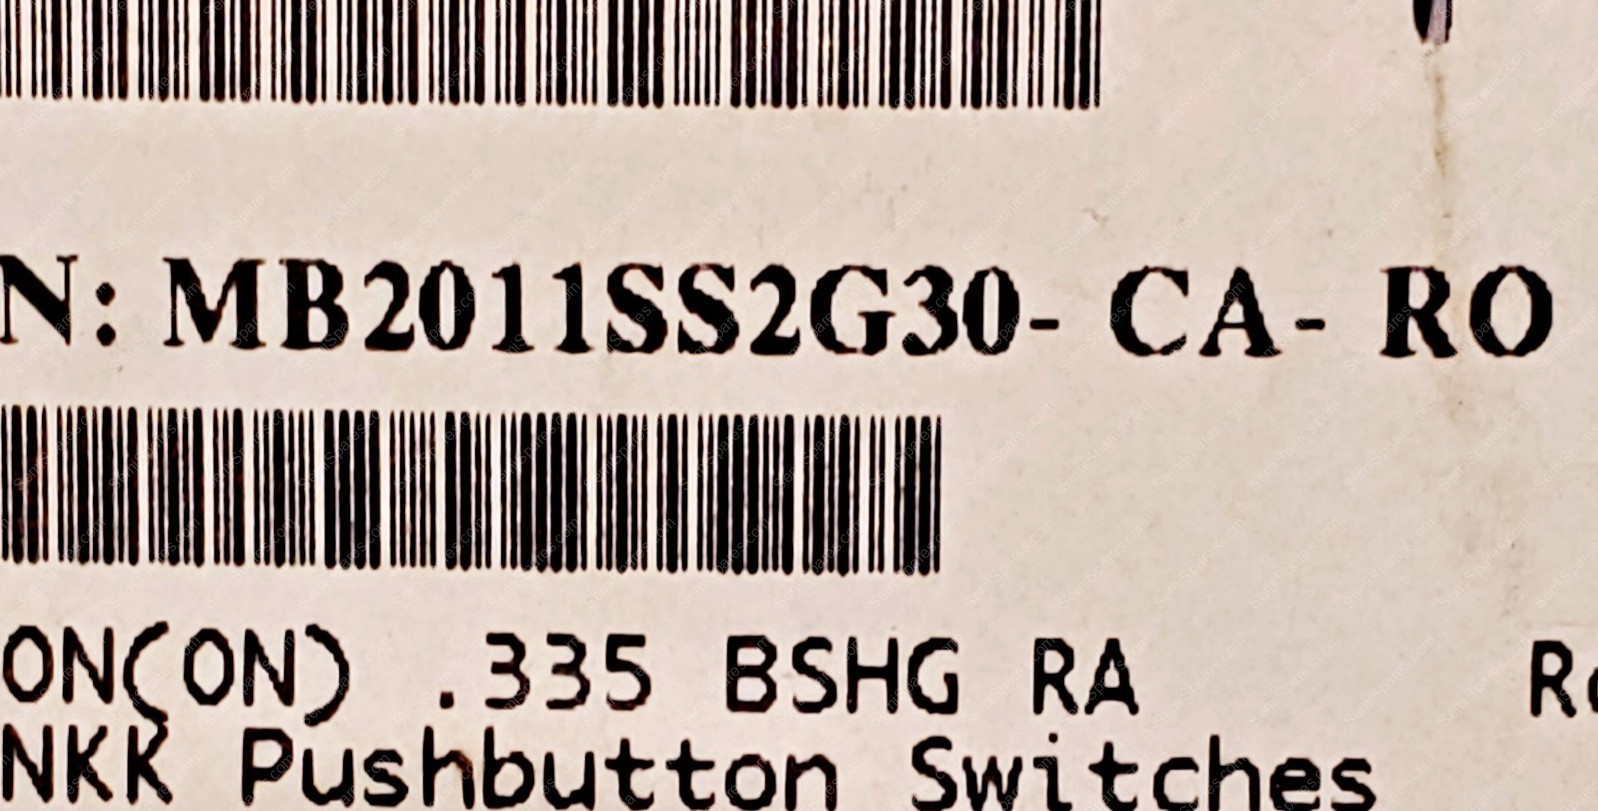 N: MB2011SS2G30- CA- RO
ON(ON) .335 BSHG RA
NKK Pushbutton Switches